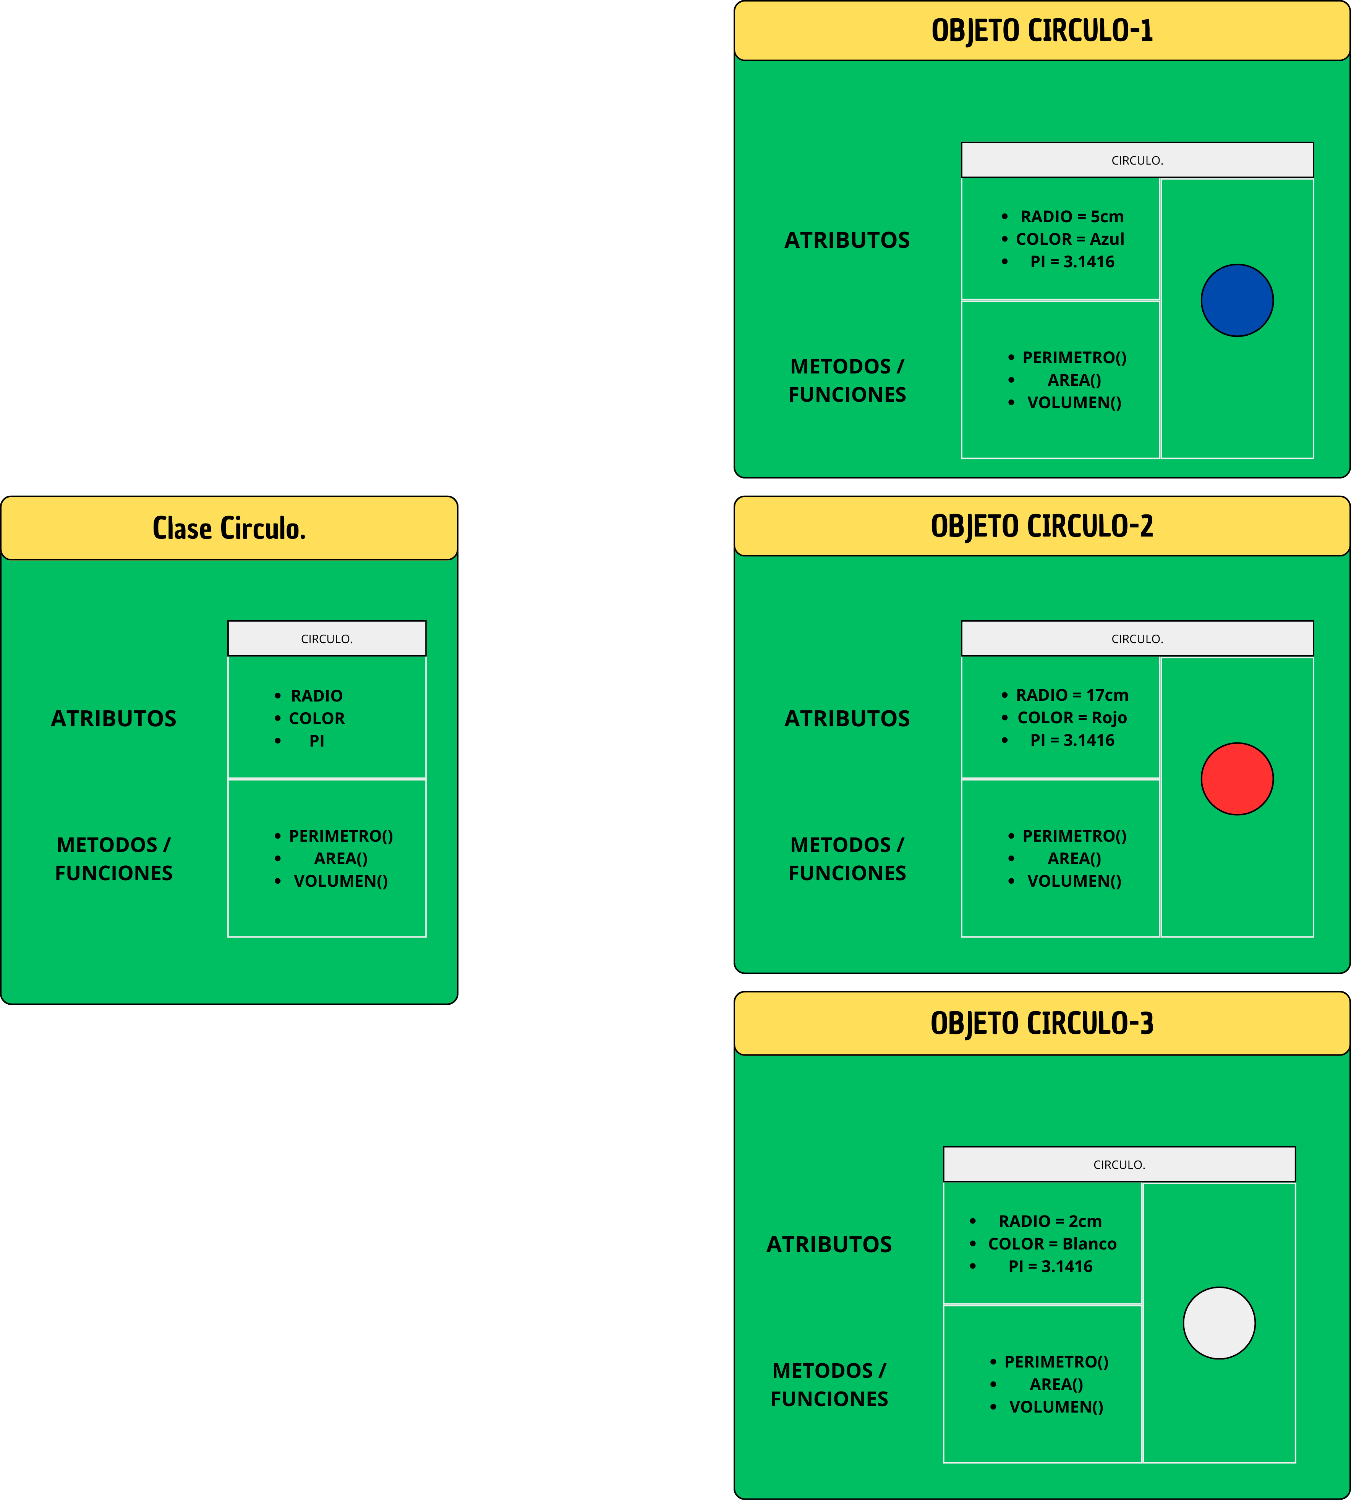 OBJETO CIRCULO-1
CIRCULO.
ATRIBUTOS
• RADIO = 5cm
• COLOR = Azul
• PI = 3.1416
METODOS /
FUNCIONES
• PERIMETRO()
• AREA()
• VOLUMEN()
Clase Circulo.
CIRCULO.
ATRIBUTOS
• RADIO
• COLOR
• PI
METODOS /
FUNCIONES
• PERIMETRO()
• AREA()
• VOLUMEN()
OBJETO CIRCULO-2
CIRCULO.
ATRIBUTOS
• RADIO = 17cm
• COLOR = Rojo
• PI = 3.1416
METODOS /
FUNCIONES
• PERIMETRO()
• AREA()
• VOLUMEN()
OBJETO CIRCULO-3
CIRCULO.
ATRIBUTOS
• RADIO = 2cm
• COLOR = Blanco
• PI = 3.1416
METODOS /
FUNCIONES
• PERIMETRO()
• AREA()
• VOLUMEN()